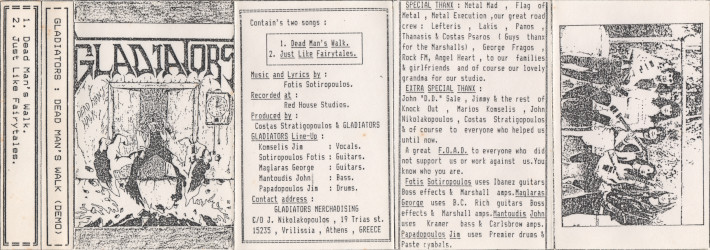 1. Dead Man's Walk.
2. Just Like Fairytales.
GLADIATORS : DEAD MAN'S WALK (DEMO)
GLADIATORS
Contain's two songs :
1. Dead Man's Walk.
2. Just Like Fairytales.
Music and Lyrics by :
Fotis Sotiropoulos.
Recorded at :
Red House Studios.
Produced by :
Costas Stratigopoulos & GLADIATORS
GLADIATORS Line-Up :
Komselis Jim : Vocals.
Sotiropoulos Fotis : Guitars.
Maglaras George : Guitars.
Mantoudis John : Bass.
Papadopoulos Jim : Drums.
Contact address :
GLADIATORS MERCHADISING
C/O J. Nikolakopoulos , 19 Trias st.
15235 , Vrilissia , Athens , GREECE
SPECIAL THANX : Metal Mad , Flag of
Metal , Metal Execution ,our great road
crew : Lefteris , Lakis , Panos ,
Thanasis & Costas Psaros ( Guys thanx
for the Marshalls) , George Fragos ,
Rock FM, Angel Heart , to our families
& girlfriends and of course our lovely
grandma for our studio.
EXTRA SPECIAL THANX :
John "D.D." Sale , Jimmy & the rest of
Knock Out , Marios Komselis , John
Nikolakopoulos , Costas Stratigopoulos
& of course to everyone who helped us
until now.
A great F.O.A.D. to everyone who did
not support us or work against us.You
know who you are.
Fotis Sotiropoulos uses Ibanez guitars
Boss effects & Marshall amps.Maglaras
George uses B.C. Rich guitars Boss
effects & Marshall amps.Mantoudis John
uses Kramer bass & Carlsbrow amps.
Papadopoulos Jim uses Premier drums &
Paste cymbals.